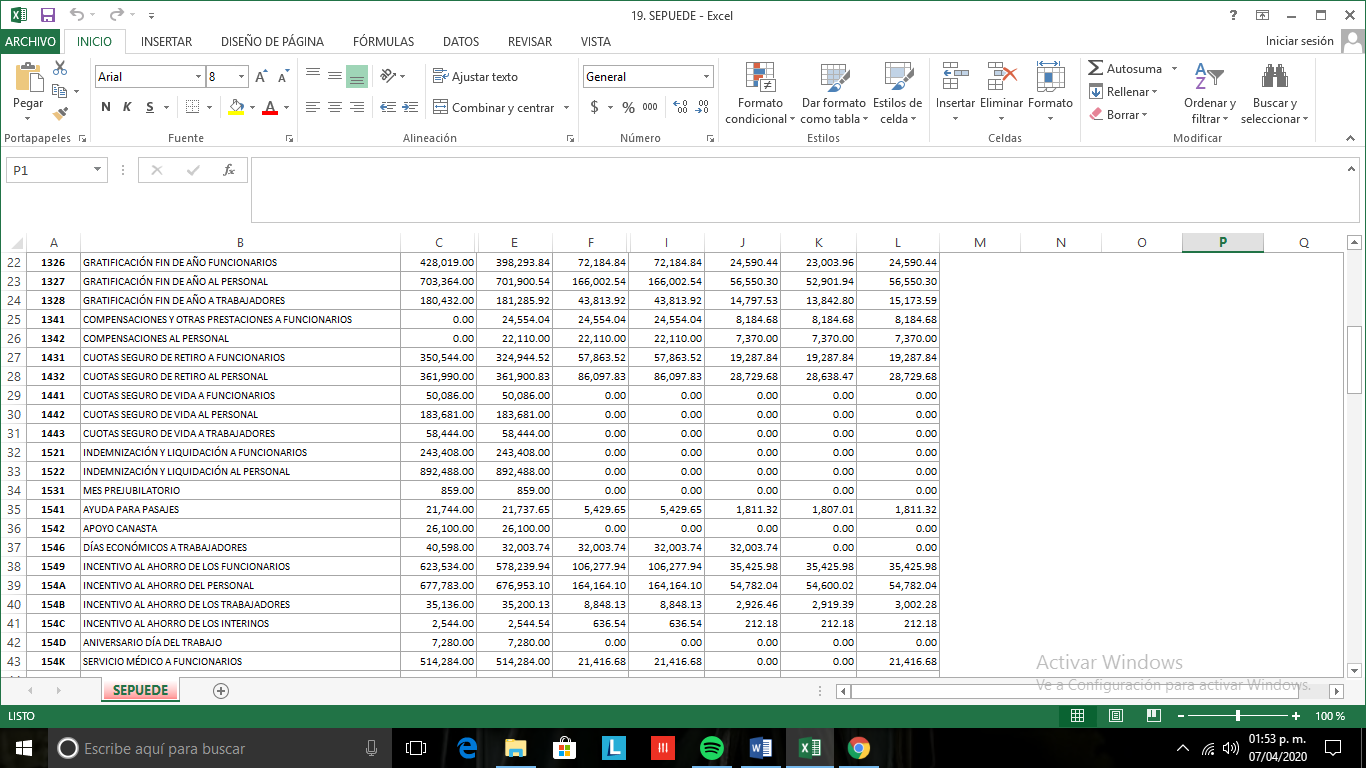 19. SEPUEDE - Excel
ARCHIVO INICIO INSERTAR DISEÑO DE PÁGINA FÓRMULAS DATOS REVISAR VISTA Iniciar sesión
Pegar
Arial 8
Ajustar texto
General
N K S
Combinar y centrar
$ % 000
Formato condicional
Dar formato como tabla
Estilos de celda
Insertar Eliminar Formato
Autosuma
Rellenar
Borrar
Ordenar y filtrar
Buscar y seleccionar
Portapapeles Fuente Alineación Número Estilos Celdas Modificar
P1 fx
A B C E F I J K L M N O P Q
22 1326 GRATIFICACIÓN FIN DE AÑO FUNCIONARIOS 428,019.00 398,293.84 72,184.84 72,184.84 24,590.44 23,003.96 24,590.44
23 1327 GRATIFICACIÓN FIN DE AÑO AL PERSONAL 703,364.00 701,900.54 166,002.54 166,002.54 56,550.30 52,901.94 56,550.30
24 1328 GRATIFICACIÓN FIN DE AÑO A TRABAJADORES 180,432.00 181,285.92 43,813.92 43,813.92 14,797.53 13,842.80 15,173.59
25 1341 COMPENSACIONES Y OTRAS PRESTACIONES A FUNCIONARIOS 0.00 24,554.04 24,554.04 24,554.04 8,184.68 8,184.68 8,184.68
26 1342 COMPENSACIONES AL PERSONAL 0.00 22,110.00 22,110.00 22,110.00 7,370.00 7,370.00 7,370.00
27 1431 CUOTAS SEGURO DE RETIRO A FUNCIONARIOS 350,544.00 324,944.52 57,863.52 57,863.52 19,287.84 19,287.84 19,287.84
28 1432 CUOTAS SEGURO DE RETIRO AL PERSONAL 361,990.00 361,900.83 86,097.83 86,097.83 28,729.68 28,638.47 28,729.68
29 1441 CUOTAS SEGURO DE VIDA A FUNCIONARIOS 50,086.00 50,086.00 0.00 0.00 0.00 0.00 0.00
30 1442 CUOTAS SEGURO DE VIDA AL PERSONAL 183,681.00 183,681.00 0.00 0.00 0.00 0.00 0.00
31 1443 CUOTAS SEGURO DE VIDA A TRABAJADORES 58,444.00 58,444.00 0.00 0.00 0.00 0.00 0.00
32 1521 INDEMNIZACIÓN Y LIQUIDACIÓN A FUNCIONARIOS 243,408.00 243,408.00 0.00 0.00 0.00 0.00 0.00
33 1522 INDEMNIZACIÓN Y LIQUIDACIÓN AL PERSONAL 892,488.00 892,488.00 0.00 0.00 0.00 0.00 0.00
34 1531 MES PREJUBILATORIO 859.00 859.00 0.00 0.00 0.00 0.00 0.00
35 1541 AYUDA PARA PASAJES 21,744.00 21,737.65 5,429.65 5,429.65 1,811.32 1,807.01 1,811.32
36 1542 APOYO CANASTA 26,100.00 26,100.00 0.00 0.00 0.00 0.00 0.00
37 1546 DÍAS ECONÓMICOS A TRABAJADORES 40,598.00 32,003.74 32,003.74 32,003.74 32,003.74 0.00 0.00
38 1549 INCENTIVO AL AHORRO DE LOS FUNCIONARIOS 623,534.00 578,239.94 106,277.94 106,277.94 35,425.98 35,425.98 35,425.98
39 154A INCENTIVO AL AHORRO DEL PERSONAL 677,783.00 676,953.10 164,164.10 164,164.10 54,782.04 54,600.02 54,782.04
40 154B INCENTIVO AL AHORRO DE LOS TRABAJADORES 35,136.00 35,200.13 8,848.13 8,848.13 2,926.46 2,919.39 3,002.28
41 154C INCENTIVO AL AHORRO DE LOS INTERINOS 2,544.00 2,544.54 636.54 636.54 212.18 212.18 212.18
42 154D ANIVERSARIO DÍA DEL TRABAJO 7,280.00 7,280.00 0.00 0.00 0.00 0.00 0.00
43 154K SERVICIO MÉDICO A FUNCIONARIOS 514,284.00 514,284.00 21,416.68 21,416.68 0.00 0.00 21,416.68
Activar Windows
Ve a Configuración para activar Windows.
SEPUEDE
LISTO 100 %
Escribe aquí para buscar
01:53 p. m.
07/04/2020